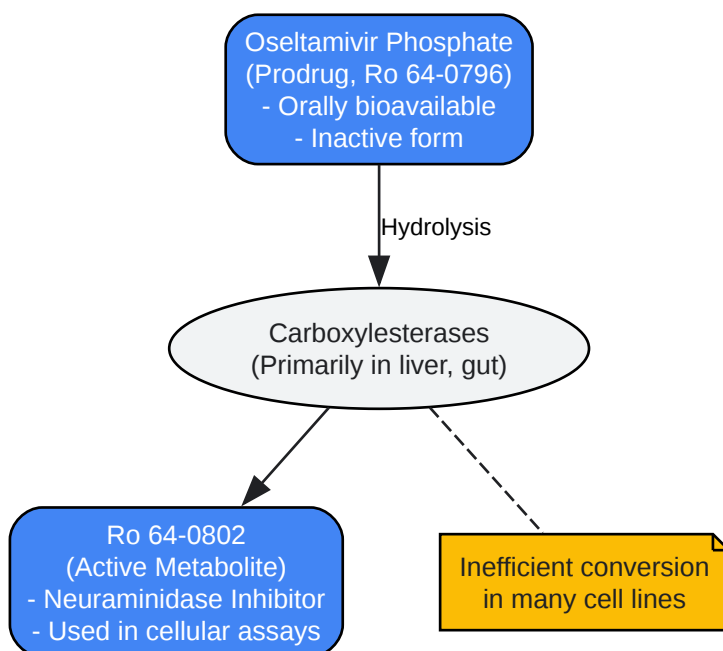 Oseltamivir Phosphate
(Prodrug, Ro 64-0796)
- Orally bioavailable
- Inactive form
Hydrolysis
Carboxylesterases
(Primarily in liver, gut)
Ro 64-0802
(Active Metabolite)
- Neuraminidase Inhibitor
- Used in cellular assays
Inefficient conversion
in many cell lines